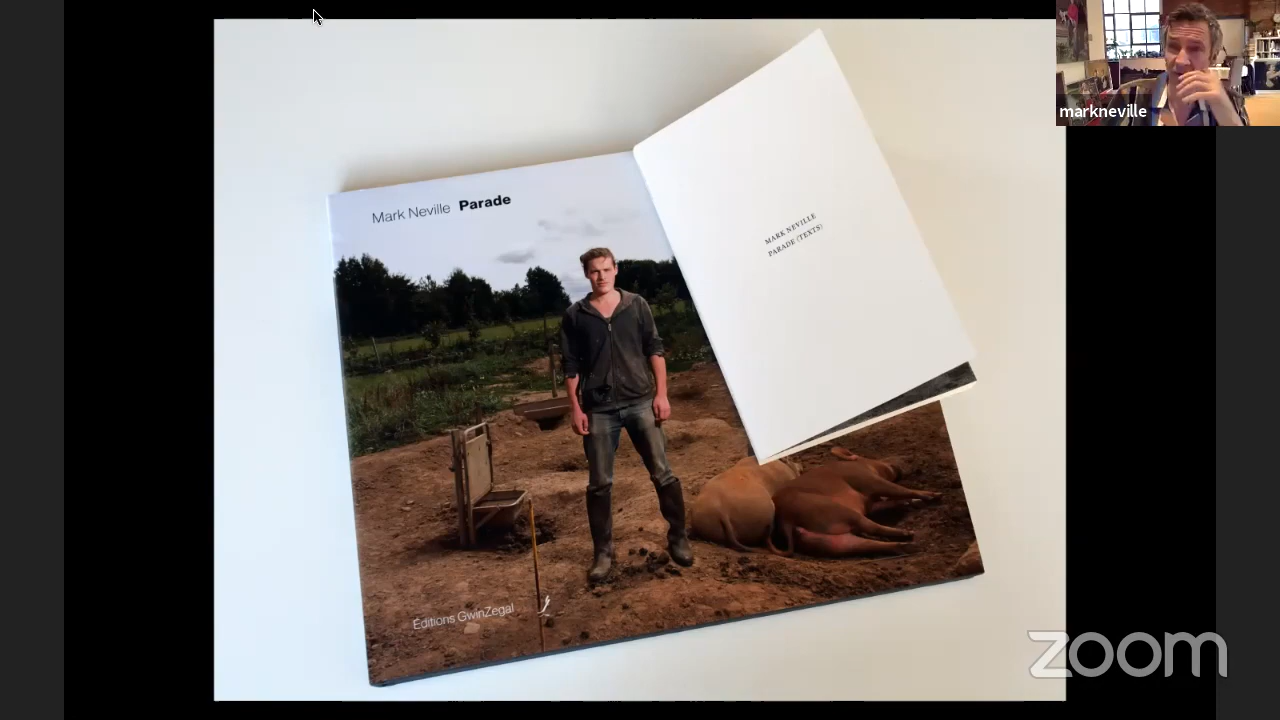 markneville
Mark Neville Parade
MARK NEVILLE
PARADE (TEXTS)
Éditions GwinZegal
zoom